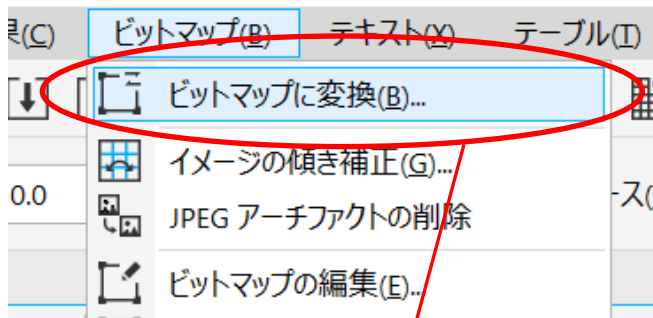 果(C) ビットマップ(B) テキスト(X) テーブル(T)
ビットマップに変換(B)...
イメージの傾き補正(G)...
0.0
ース(
JPEG アーチファクトの削除
ビットマップの編集(E)...